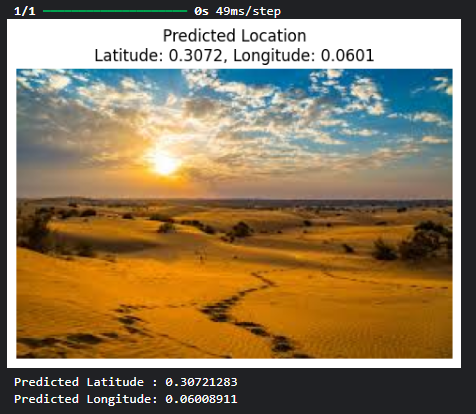 1/1 ━━━━━━━━━━━━━━━━━━━━ 0s 49ms/step
Predicted Location
Latitude: 0.3072, Longitude: 0.0601
Predicted Latitude : 0.30721283
Predicted Longitude: 0.06008911